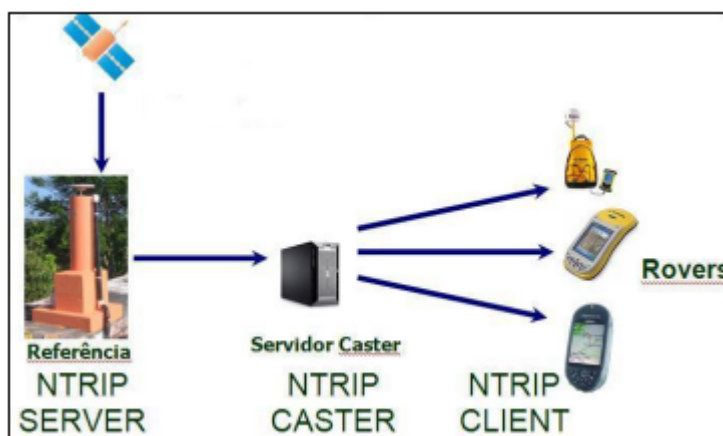 Rovers
Referência
Servidor Caster
NTRIP
SERVER
NTRIP
CASTER
NTRIP
CLIENT